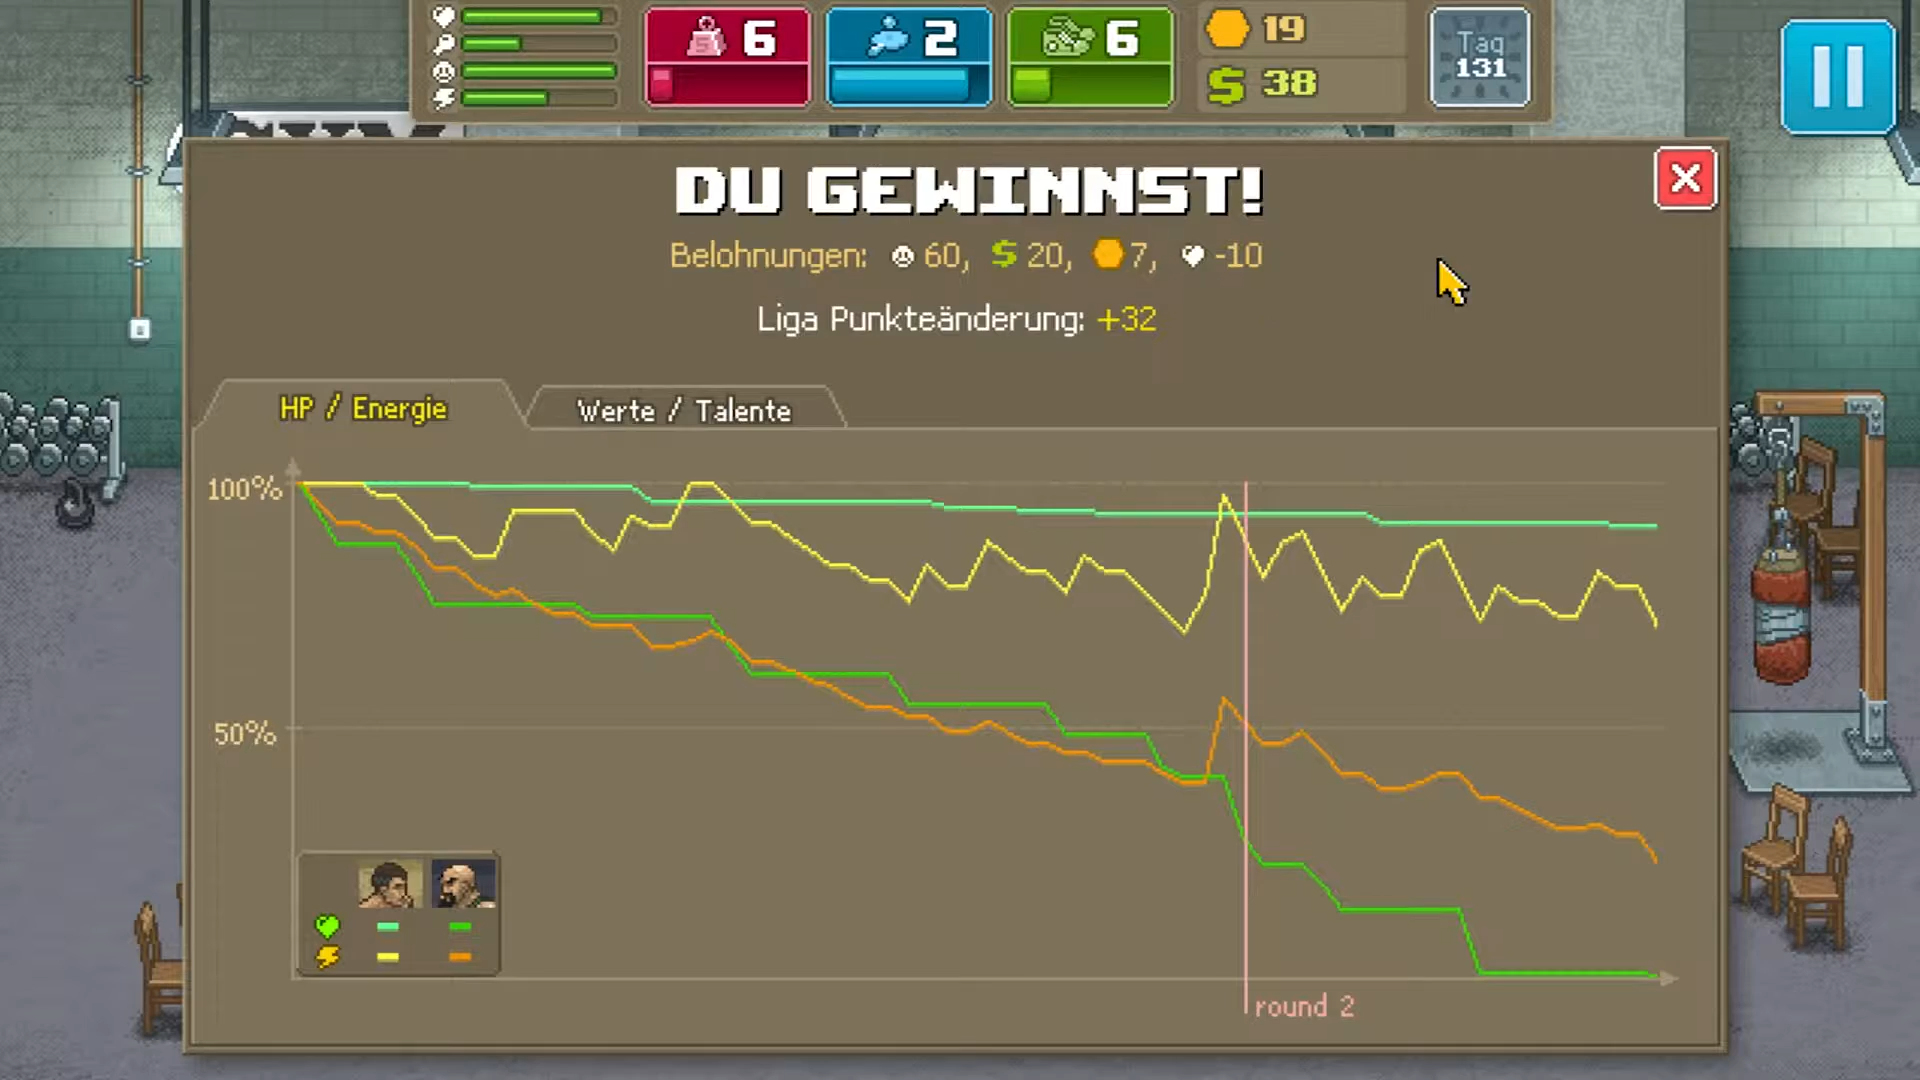 6
2
6
19
38
Tag
131
DU GEWINNST!
Belohnungen: 60, $ 20, 7, -10
Liga Punkteänderung: +32
HP / Energie
Werte / Talente
100%
50%
round 2